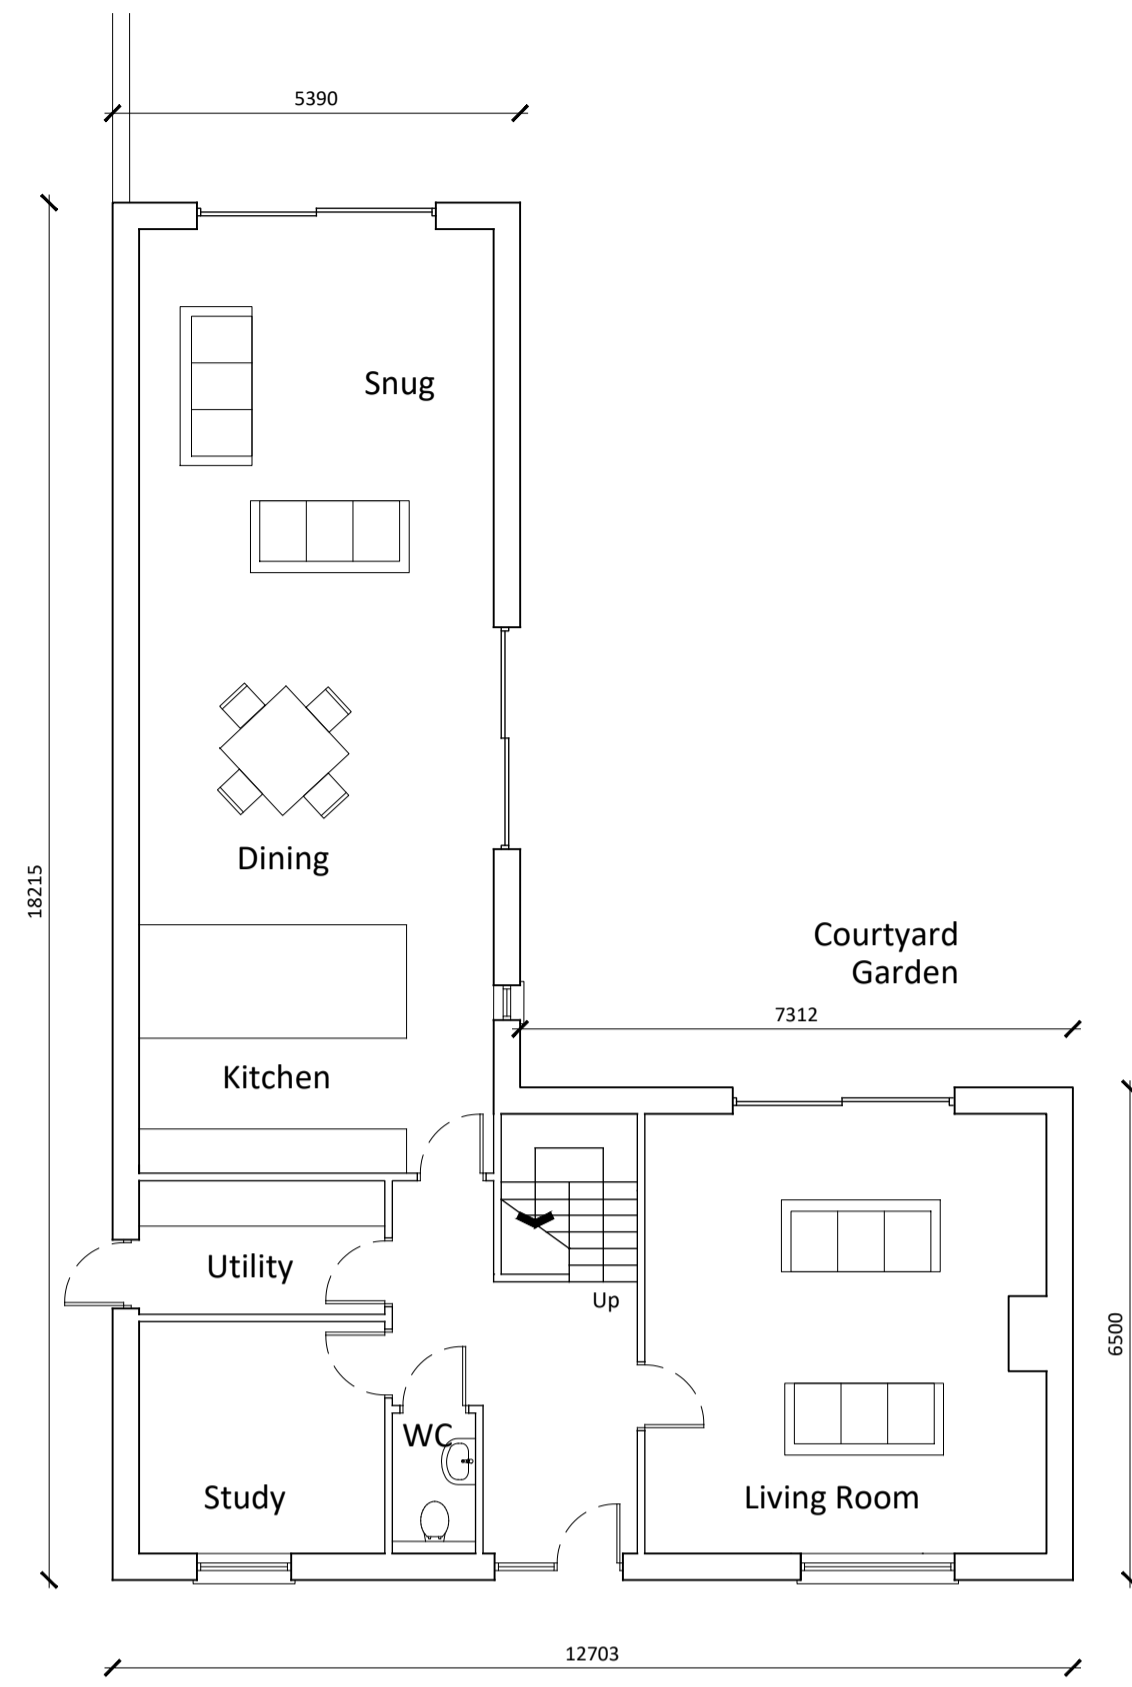 5390
Snug
18215
Dining
Courtyard
Garden
7312
Kitchen
Utility
Up
6500
WC
Study
Living Room
12703